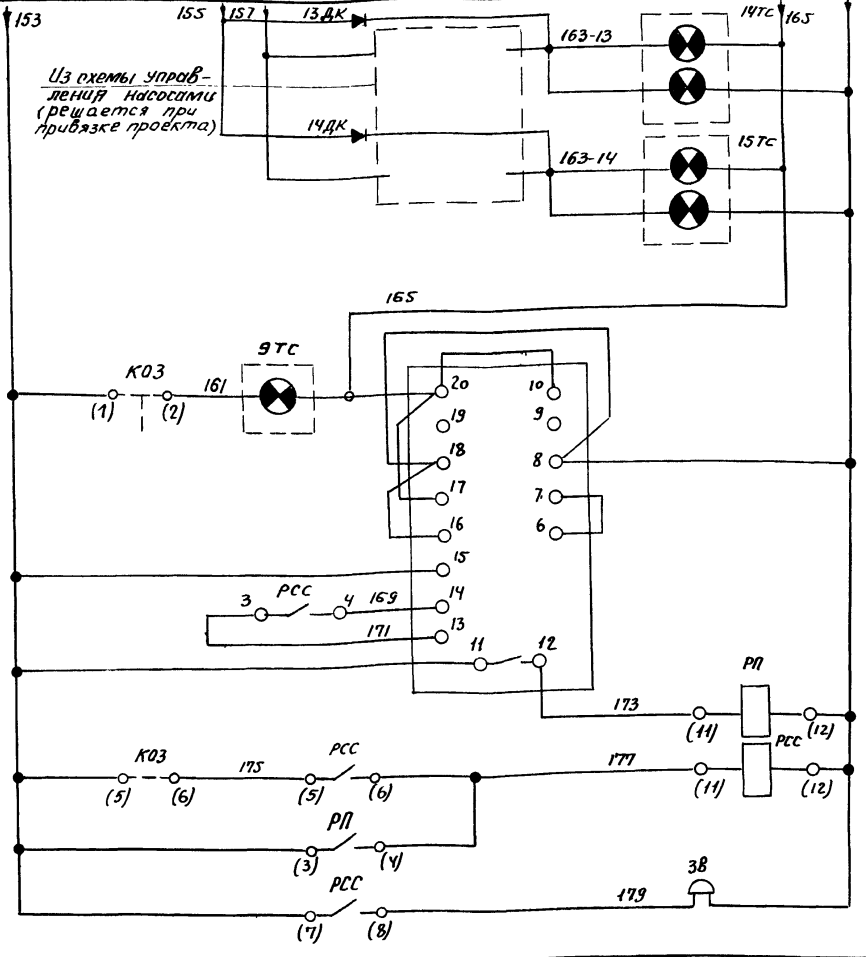 153
155
157
13ДК
163-13
14ТС
165
Из схемы управ-
ления насосами
(решается при
привязке проекта)
14ДК
163-14
15ТС
165
9ТС
КОЗ
161
(1)
(2)
20
10
19
9
18
8
17
7
16
6
15
РСС
3
4
169
14
171
13
11
12
РП
173
(11)
(12)
КОЗ
175
РСС
177
РСС
(5)
(6)
(5)
(6)
(11)
(12)
РП
(3)
(4)
РСС
179
ЗВ
(7)
(8)